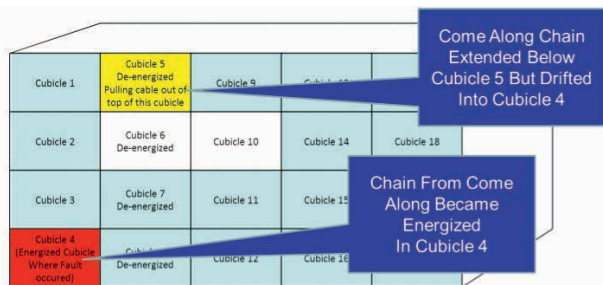 Cubicle 1
Cubicle 5
De-energized
Pulling cable out of
top of this cubicle
Cubicle 9
Come Along Chain
Extended Below
Cubicle 5 But Drifted
Into Cubicle 4
Cubicle 2
Cubicle 6
De-energized
Cubicle 10
Cubicle 14
Cubicle 18
Cubicle 3
Cubicle 7
De-energized
Cubicle 11
Cubicle 15
Chain From Come
Along Became
Energized
In Cubicle 4
Cubicle 4
(Energized Cubicle
Where Fault
occured)
De-energized
Cubicle 12
Cubicle 16